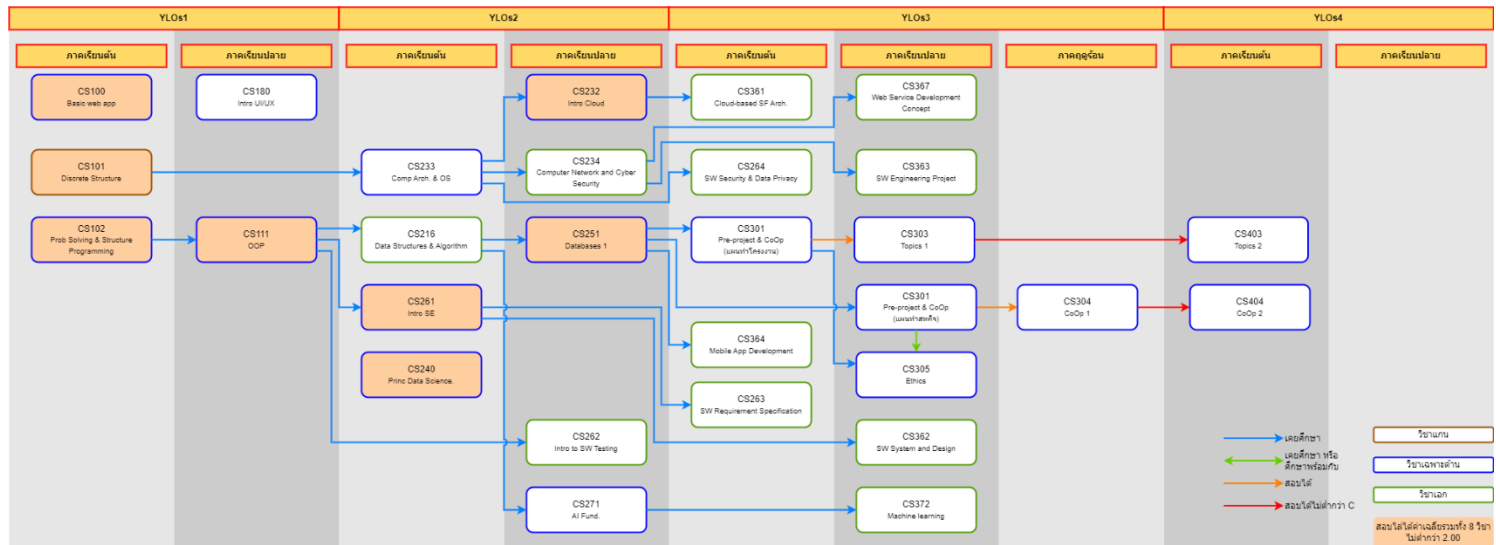 YLOs1
YLOs2
YLOs3
YLOs4
ภาคเรียนต้น
ภาคเรียนปลาย
ภาคเรียนต้น
ภาคเรียนปลาย
ภาคเรียนต้น
ภาคเรียนปลาย
ภาคฤดูร้อน
ภาคเรียนต้น
ภาคเรียนปลาย
CS100
Basic web app
CS180
Intro UI/UX
CS232
Intro Cloud
CS361
Cloud-based SF Arch.
CS367
Web Service Development
Concept
CS101
Discrete Structure
CS233
Comp Arch. & OS
CS234
Computer Network and Cyber
Security
CS264
SW Security & Data Privacy
CS363
SW Engineering Project
CS102
Prob Solving & Structure
Programming
CS111
OOP
CS216
Data Structures & Algorithm
CS251
Databases 1
CS301
Pre-project & CoOp
(แผนทำโครงงาน)
CS303
Topics 1
CS403
Topics 2
CS261
Intro SE
CS301
Pre-project & CoOp
(แผนทำสหกิจ)
CS304
CoOp 1
CS404
CoOp 2
CS240
Princ Data Science.
CS364
Mobile App Development
CS305
Ethics
CS263
SW Requirement Specification
CS262
Intro to SW Testing
CS362
SW System and Design
CS271
AI Fund.
CS372
Machine learning
เคยศึกษา
เคยศึกษา หรือ
ศึกษาพร้อมกับ
สอบได้
สอบได้ไม่ต่ำกว่า C
วิชาแกน
วิชาเฉพาะด้าน
วิชาเอก
สอบไล่ได้ค่าเฉลี่ยรวมทั้ง 8 วิชา
ไม่ต่ำกว่า 2.00